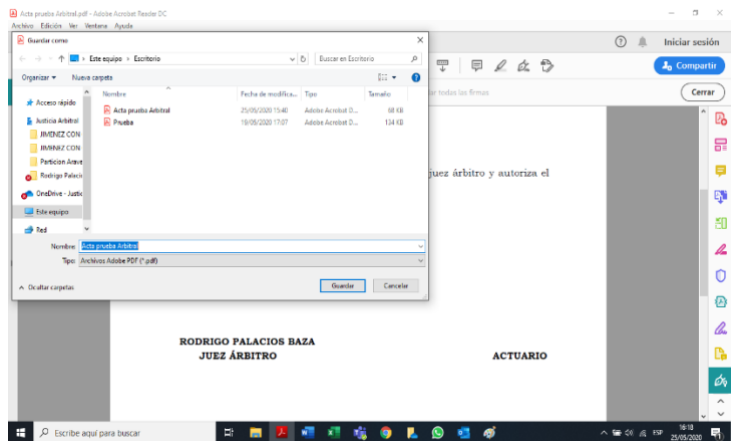 Acta prueba Arbitral.pdf - Adobe Acrobat Reader DC
Archivo Edición Ver Ventana Ayuda
Guardar como
Iniciar sesión
Este equipo › Escritorio
Buscar en Escritorio
Compartir
Organizar
Nueva carpeta
Nombre Fecha de modifica... Tipo Tamaño
todas las firmas
Cerrar
Acceso rápido
Acta prueba Arbitral 25/05/2020 15:40 Adobe Acrobat D... 68 KB
Prueba 19/05/2020 17:07 Adobe Acrobat D... 134 KB
Justicia Arbitral
JIMENEZ CON
JIMENEZ CON
Particion Arave
Rodrigo Palacio
juez árbitro y autoriza el
OneDrive - Justic
Este equipo
Red
Nombre: Acta prueba Arbitral
Tipo: Archivos Adobe PDF (*.pdf)
Ocultar carpetas
Guardar
Cancelar
RODRIGO PALACIOS BAZA
JUEZ ÁRBITRO
ACTUARIO
Escribe aquí para buscar
ESP
16:18
25/05/2020